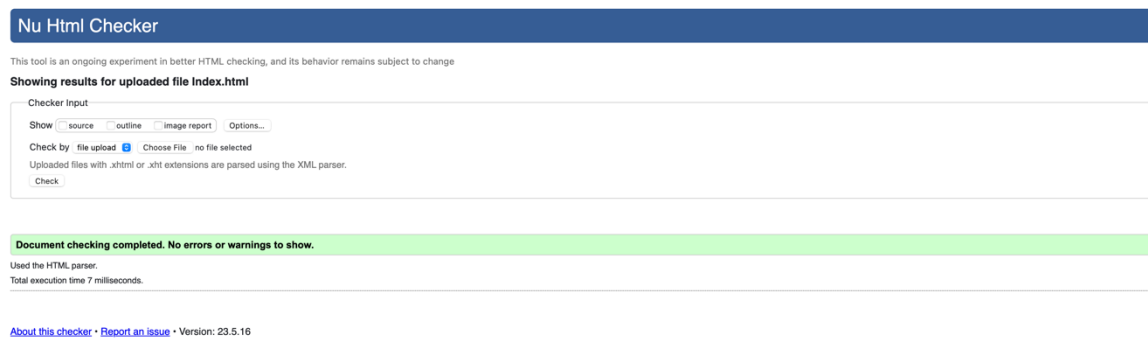 Nu Html Checker
This tool is an ongoing experiment in better HTML checking, and its behavior remains subject to change
Showing results for uploaded file Index.html
Checker Input
Show source outline image report Options...
Check by file upload Choose File no file selected
Uploaded files with .xhtml or .xht extensions are parsed using the XML parser.
Check
Document checking completed. No errors or warnings to show.
Used the HTML parser.
Total execution time 7 milliseconds.
About this checker • Report an issue • Version: 23.5.16